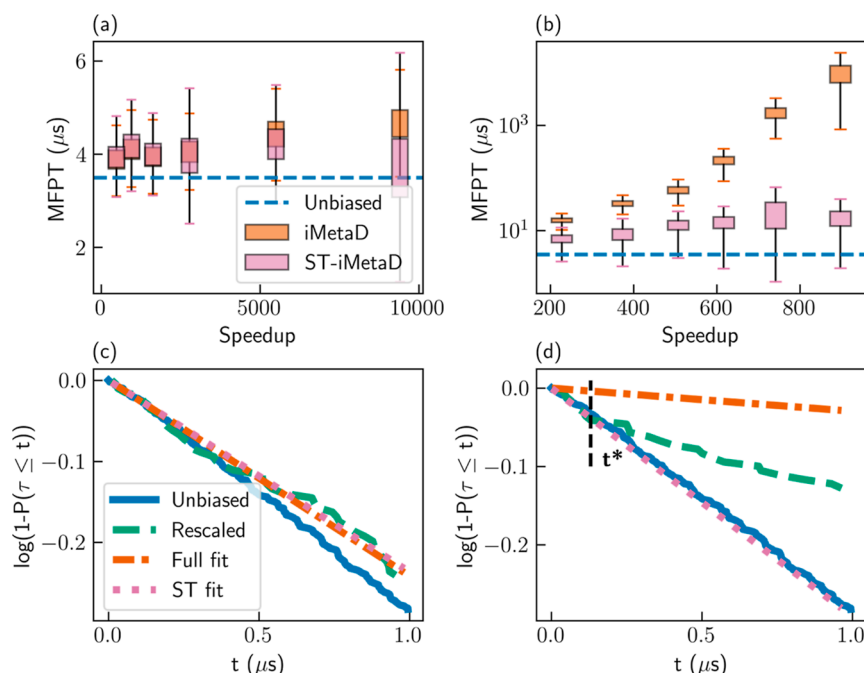 (a)
6
4
2
MFPT (μs)
Unbiased
iMetaD
ST-iMetaD
0
5000
10000
Speedup
(b)
10³
10¹
MFPT (μs)
200
400
600
800
Speedup
(c)
0.0
−0.1
−0.2
log(1-P(τ ≤ t))
Unbiased
Rescaled
Full fit
ST fit
0.0
0.5
1.0
t (μs)
(d)
0.0
−0.1
−0.2
log(1-P(τ ≤ t))
t*
0.0
0.5
1.0
t (μs)